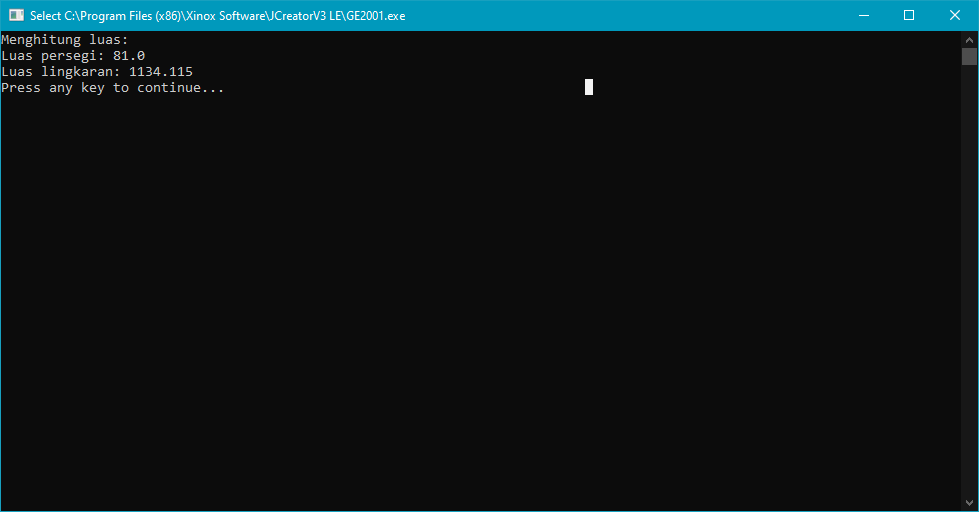 Select C:\Program Files (x86)\Xinox Software\JCreatorV3 LE\GE2001.exe
Menghitung luas:
Luas persegi: 81.0
Luas lingkaran: 1134.115
Press any key to continue...